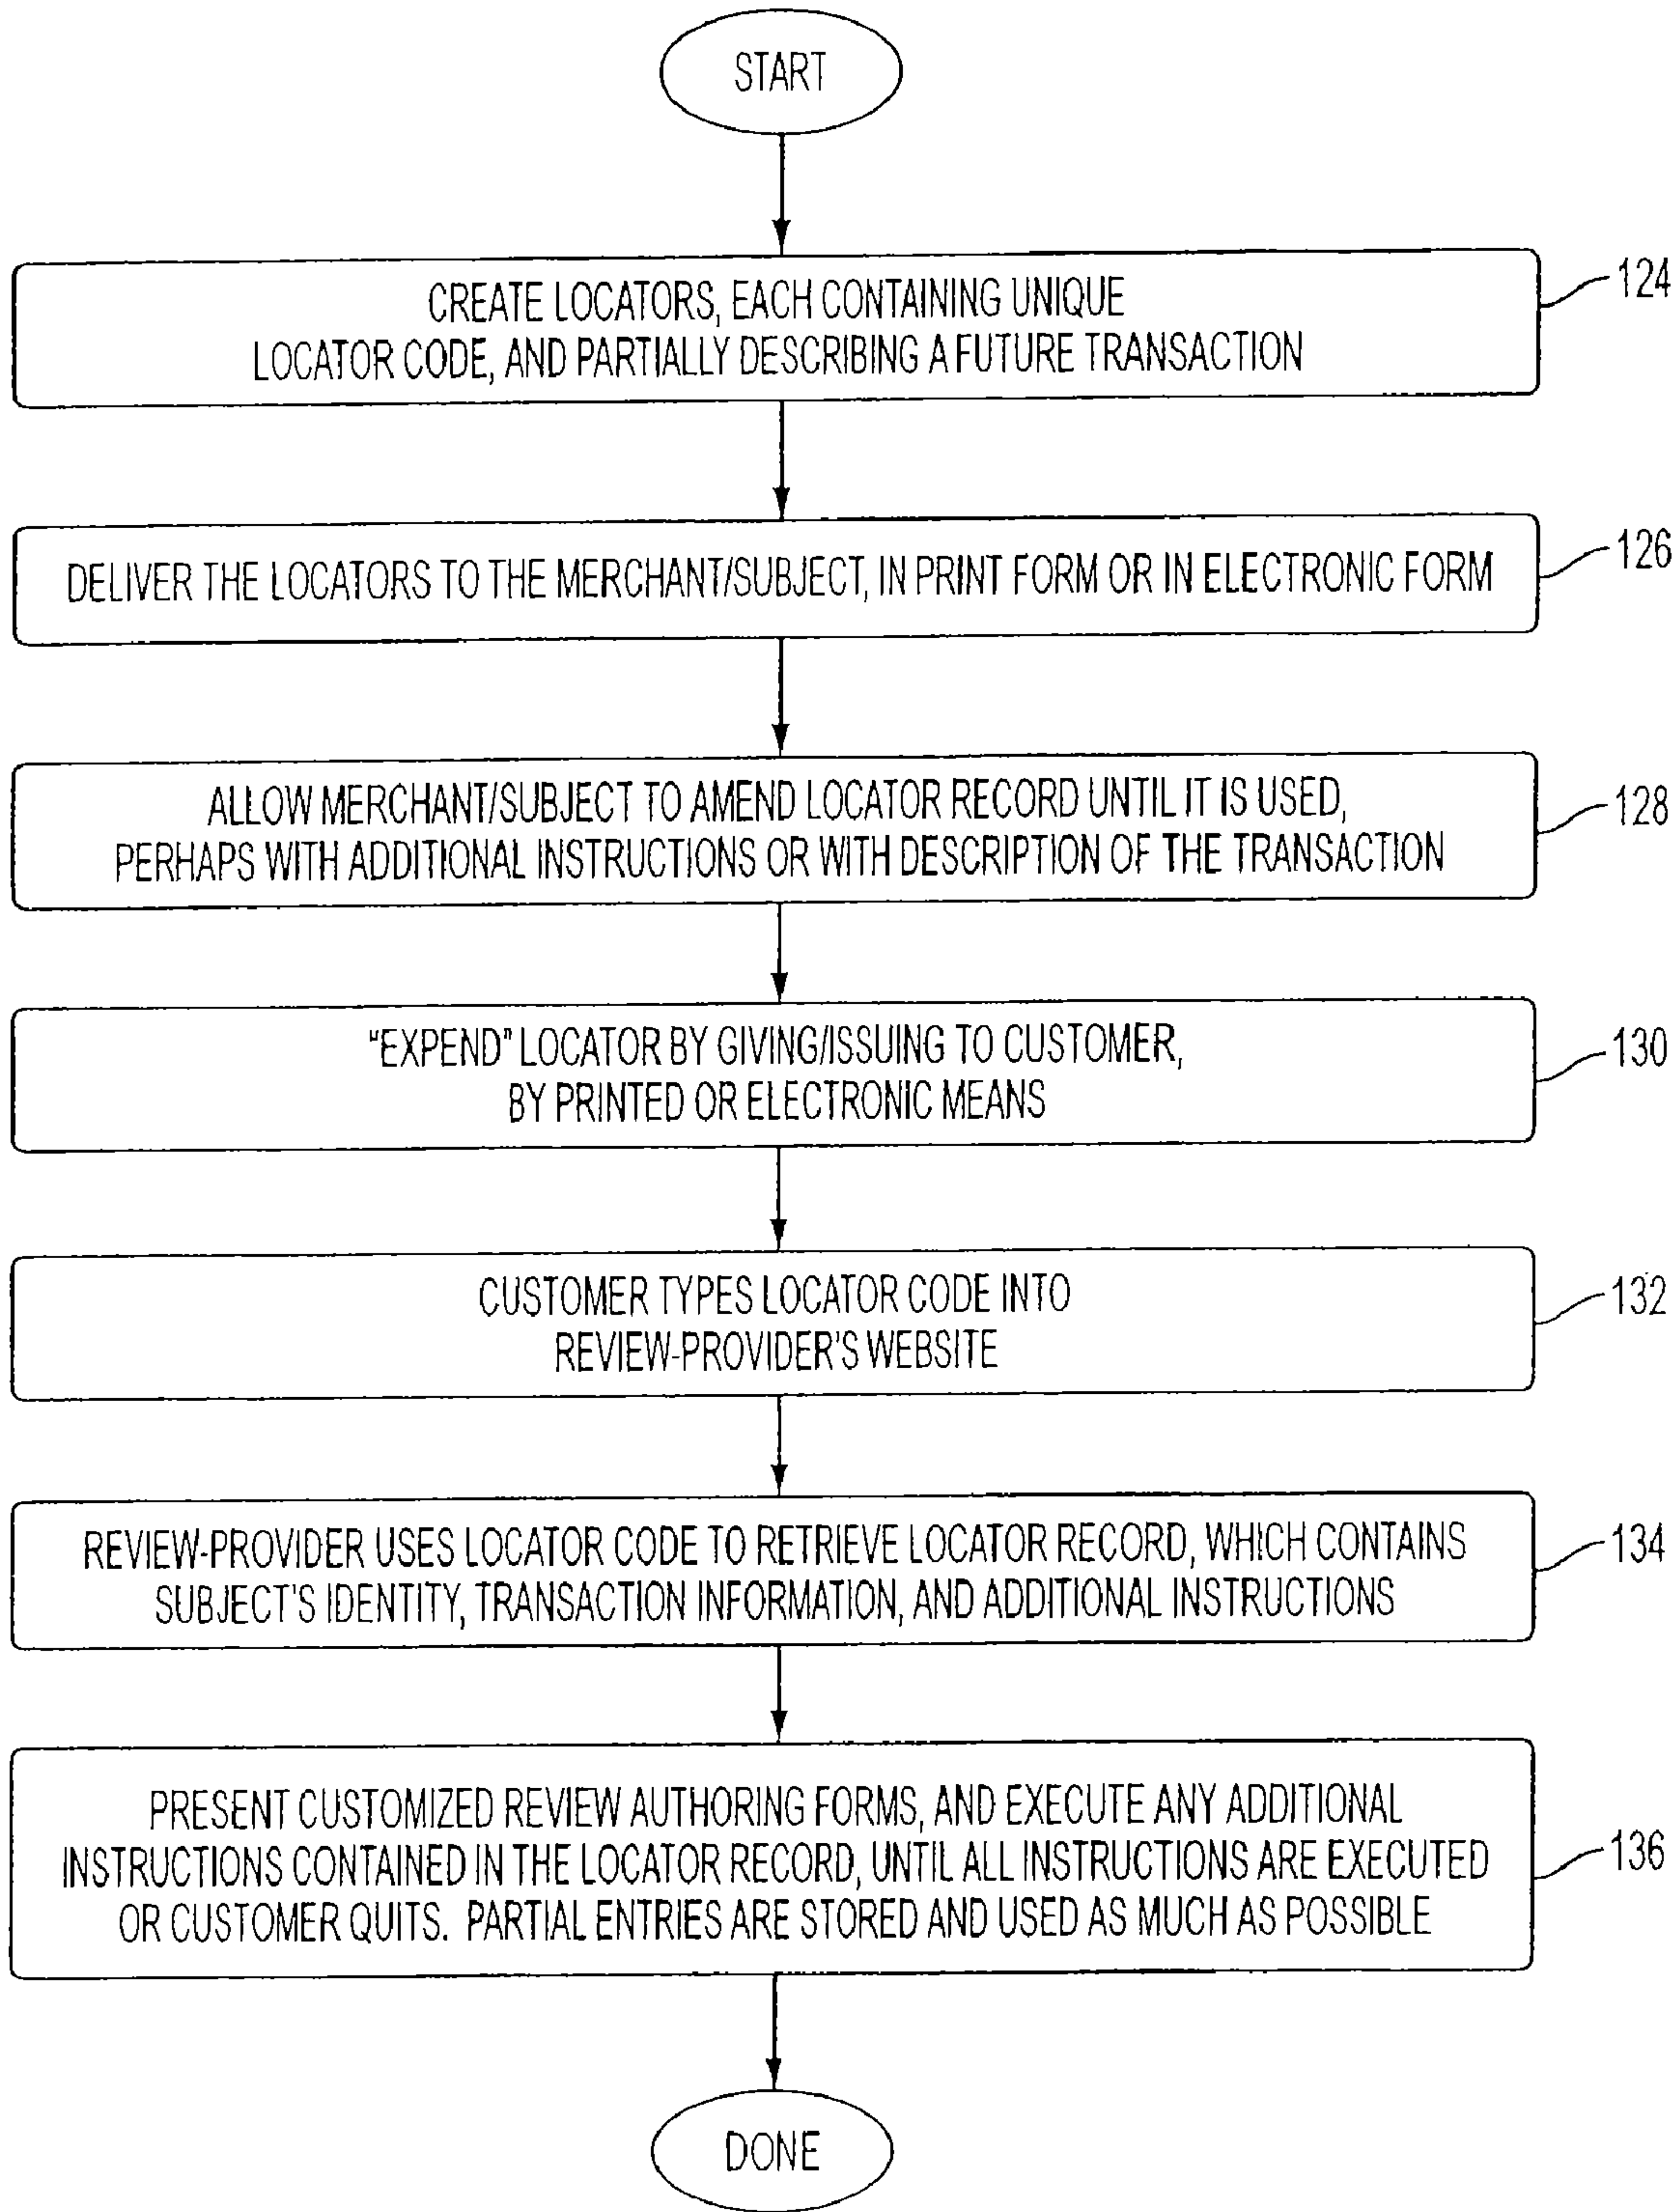 START
CREATE LOCATORS, EACH CONTAINING UNIQUE
LOCATOR CODE, AND PARTIALLY DESCRIBING A FUTURE TRANSACTION
124
DELIVER THE LOCATORS TO THE MERCHANT/SUBJECT, IN PRINT FORM OR IN ELECTRONIC FORM
126
ALLOW MERCHANT/SUBJECT TO AMEND LOCATOR RECORD UNTIL IT IS USED,
PERHAPS WITH ADDITIONAL INSTRUCTIONS OR WITH DESCRIPTION OF THE TRANSACTION
128
"EXPEND" LOCATOR BY GIVING/ISSUING TO CUSTOMER,
BY PRINTED OR ELECTRONIC MEANS
130
CUSTOMER TYPES LOCATOR CODE INTO
REVIEW-PROVIDER'S WEBSITE
132
REVIEW-PROVIDER USES LOCATOR CODE TO RETRIEVE LOCATOR RECORD, WHICH CONTAINS
SUBJECT'S IDENTITY, TRANSACTION INFORMATION, AND ADDITIONAL INSTRUCTIONS
134
PRESENT CUSTOMIZED REVIEW AUTHORING FORMS, AND EXECUTE ANY ADDITIONAL
INSTRUCTIONS CONTAINED IN THE LOCATOR RECORD, UNTIL ALL INSTRUCTIONS ARE EXECUTED
OR CUSTOMER QUITS. PARTIAL ENTRIES ARE STORED AND USED AS MUCH AS POSSIBLE
136
DONE